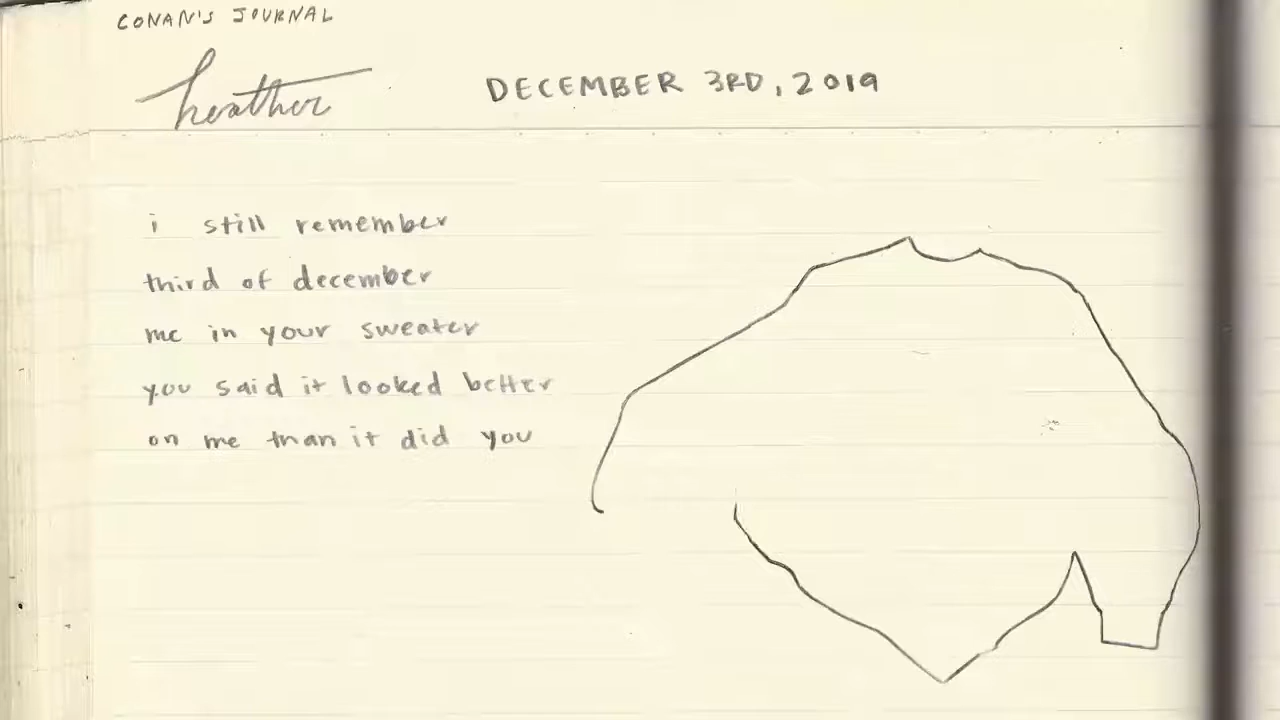 CONAN'S JOURNAL
heather
DECEMBER 3RD, 2019
i still remember
third of december
me in your sweater
you said it looked better
on me than it did you